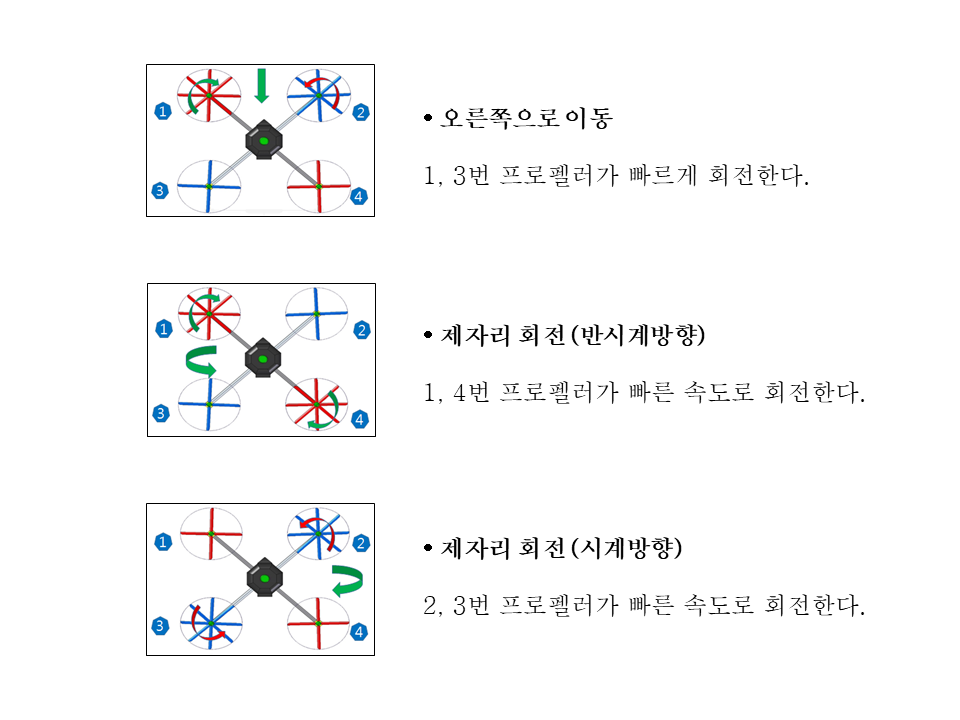 1
2
3
4
• 오른쪽으로 이동
1, 3번 프로펠러가 빠르게 회전한다.
1
2
3
4
• 제자리 회전(반시계방향)
1, 4번 프로펠러가 빠른 속도로 회전한다.
1
2
3
4
• 제자리 회전(시계방향)
2, 3번 프로펠러가 빠른 속도로 회전한다.